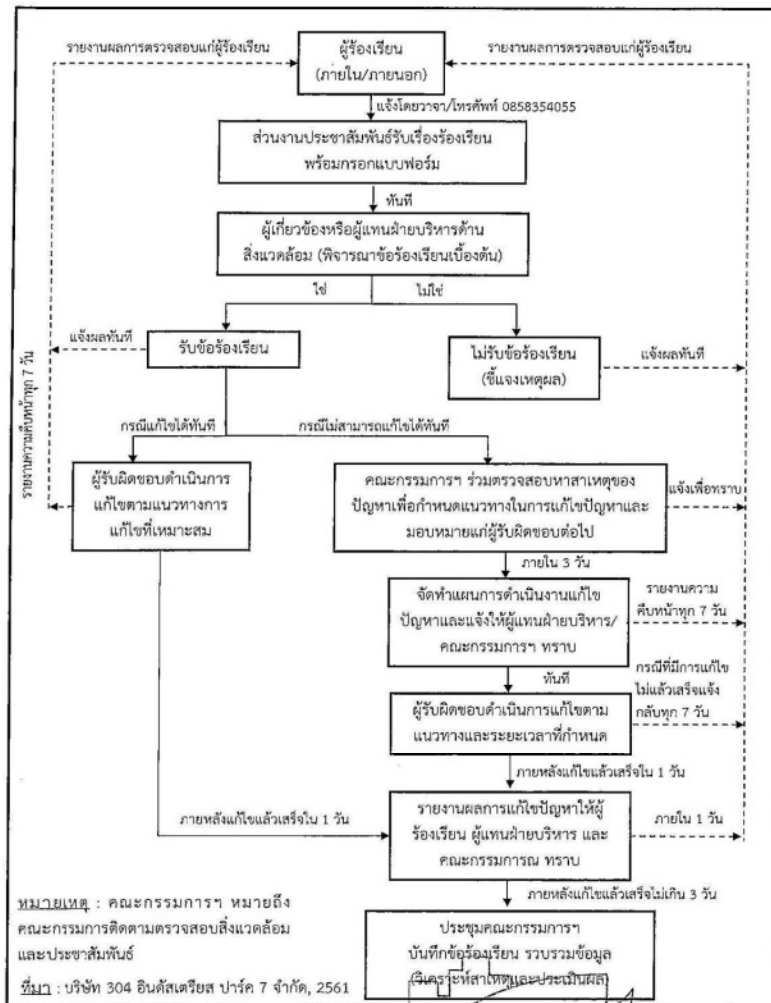 รายงานผลการตรวจสอบแก่ผู้ร้องเรียน
ผู้ร้องเรียน
(ภายใน/ภายนอก)
รายงานผลการตรวจสอบแก่ผู้ร้องเรียน
แจ้งโดยวาจา/โทรศัพท์ 0858354055
ส่วนงานประชาสัมพันธ์รับเรื่องร้องเรียน
พร้อมกรอกแบบฟอร์ม
ทันที
ผู้เกี่ยวข้องหรือผู้แทนฝ่ายบริหารด้าน
สิ่งแวดล้อม (พิจารณาข้อร้องเรียนเบื้องต้น)
ใช่
ไม่ใช่
แจ้งผลทันที
รับข้อร้องเรียน
ไม่รับข้อร้องเรียน
(ชี้แจงเหตุผล)
แจ้งผลทันที
รายงานความคืบหน้าทุก 7 วัน
กรณีแก้ไขได้ทันที
กรณีไม่สามารถแก้ไขได้ทันที
ผู้รับผิดชอบดำเนินการ
แก้ไขตามแนวทางการ
แก้ไขที่เหมาะสม
คณะกรรมการฯ ร่วมตรวจสอบหาสาเหตุของ
ปัญหาเพื่อกำหนดแนวทางในการแก้ไขปัญหาและ
มอบหมายแก่ผู้รับผิดชอบต่อไป
แจ้งเพื่อทราบ
ภายใน 3 วัน
จัดทำแผนการดำเนินงานแก้ไข
ปัญหาและแจ้งให้ผู้แทนฝ่ายบริหาร/
คณะกรรมการฯ ทราบ
รายงานความ
คืบหน้าทุก 7 วัน
ทันที
กรณีที่มีการแก้ไข
ไม่แล้วเสร็จแจ้ง
กลับทุก 7 วัน
ผู้รับผิดชอบดำเนินการแก้ไขตาม
แนวทางและระยะเวลาที่กำหนด
ภายหลังแก้ไขแล้วเสร็จใน 1 วัน
ภายหลังแก้ไขแล้วเสร็จใน 1 วัน
รายงานผลการแก้ไขปัญหาให้ผู้
ร้องเรียน ผู้แทนฝ่ายบริหาร และ
คณะกรรมการณ ทราบ
ภายใน 1 วัน
ภายหลังแก้ไขแล้วเสร็จไม่เกิน 3 วัน
ประชุมคณะกรรมการฯ
บันทึกข้อร้องเรียน รวบรวมข้อมูล
(วิเคราะห์สาเหตุและประเมินผล)
หมายเหตุ : คณะกรรมการฯ หมายถึง
คณะกรรมการติดตามตรวจสอบสิ่งแวดล้อม
และประชาสัมพันธ์
ที่มา : บริษัท 304 อินดัสเตรียส ปาร์ค 7 จำกัด, 2561